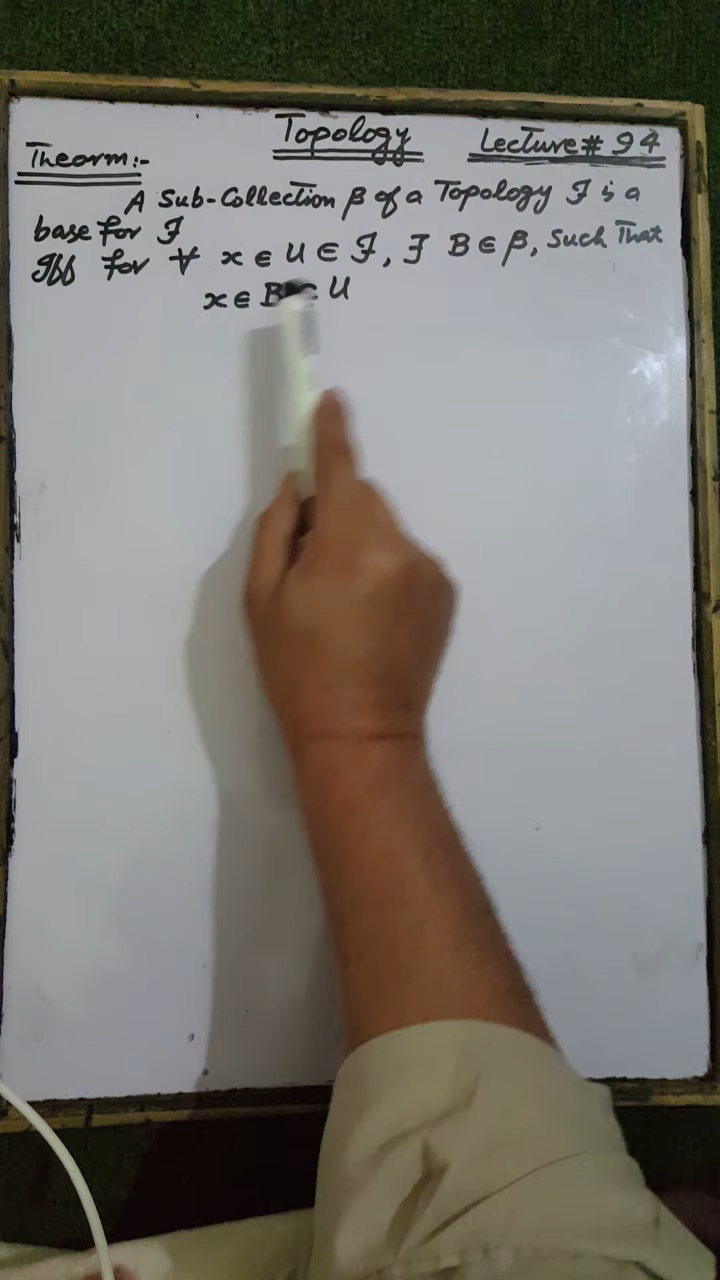 Topology Lecture# 94
Theorm:-
A Sub-Collection β of a Topology ℱ is a
base for ℱ
Iff for ∀ x ∈ U ∈ ℱ, ∃ B ∈ β, Such That
x ∈ B ⊆ U